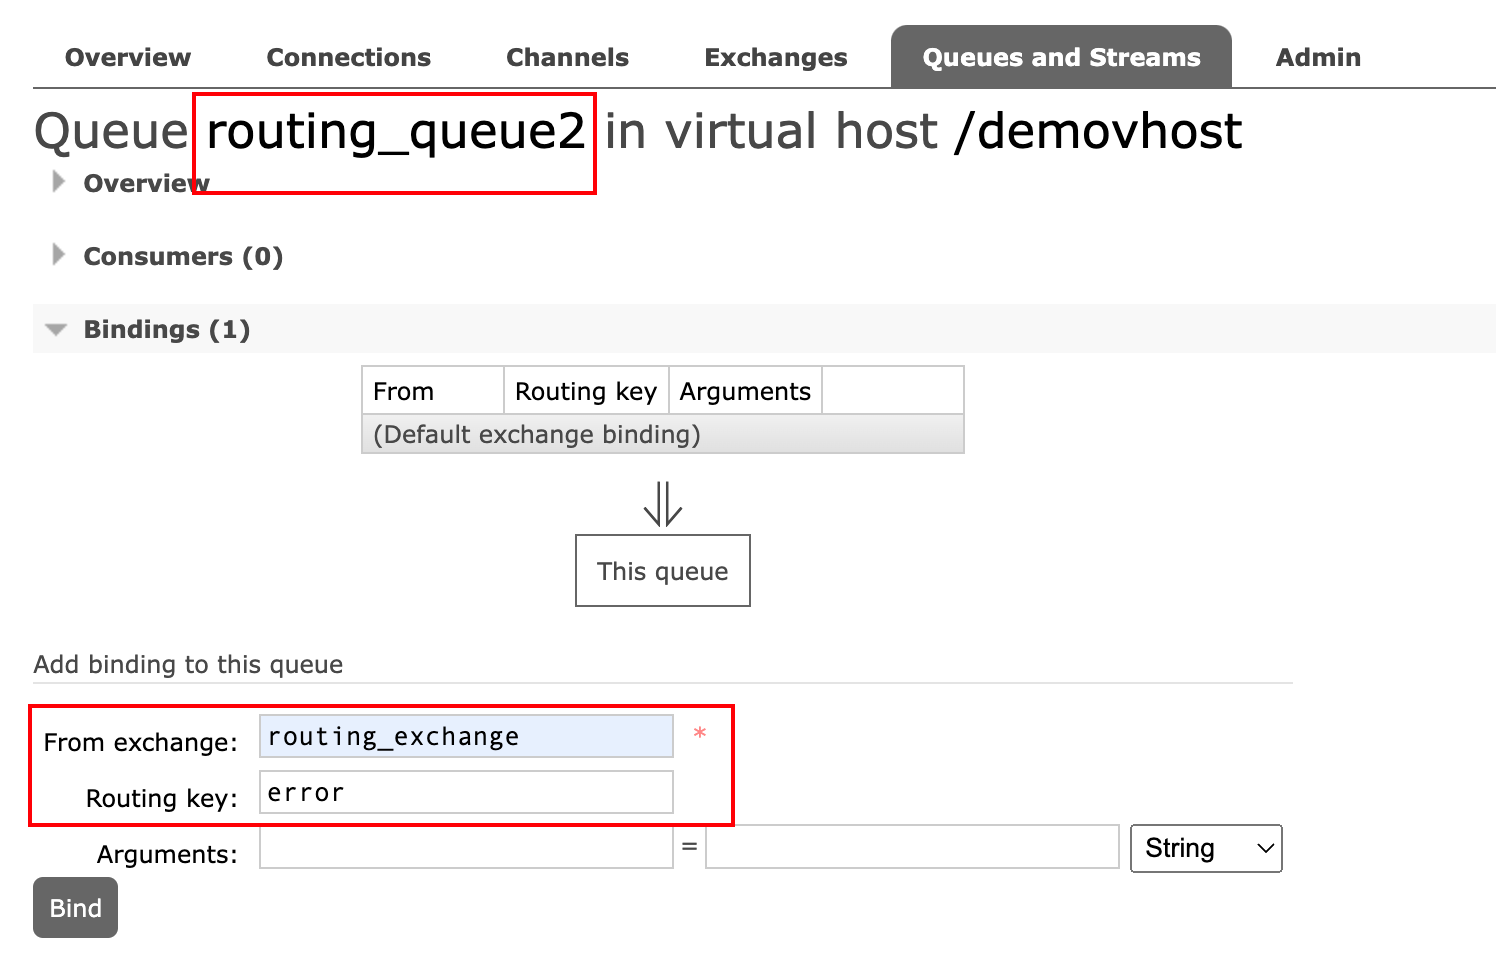 Overview Connections Channels Exchanges Queues and Streams Admin
Queue routing_queue2 in virtual host /demovhost
Overview
Consumers (0)
Bindings (1)
From Routing key Arguments
(Default exchange binding)
⇓
This queue
Add binding to this queue
From exchange: routing_exchange *
Routing key: error
Arguments: = String
Bind